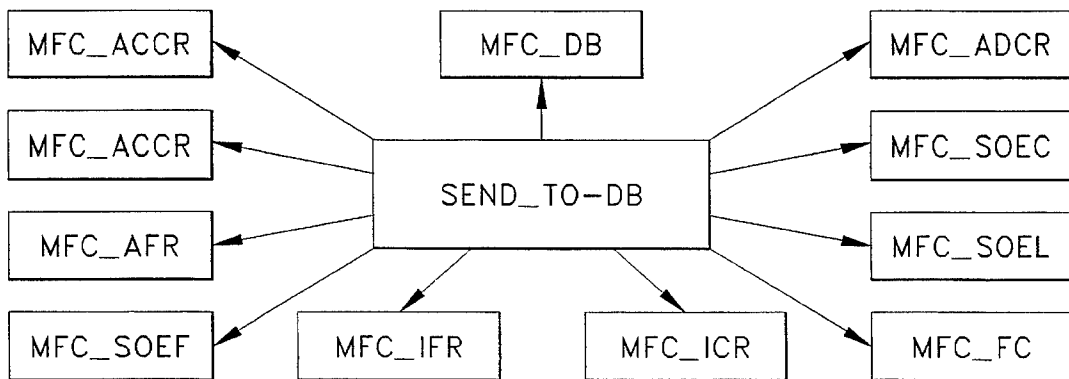 MFC_ACCR
MFC_DB
MFC_ADCR
MFC_ACCR
MFC_SOEC
SEND_TO-DB
MFC_AFR
MFC_SOEL
MFC_SOEF
MFC_IFR
MFC_ICR
MFC_FC